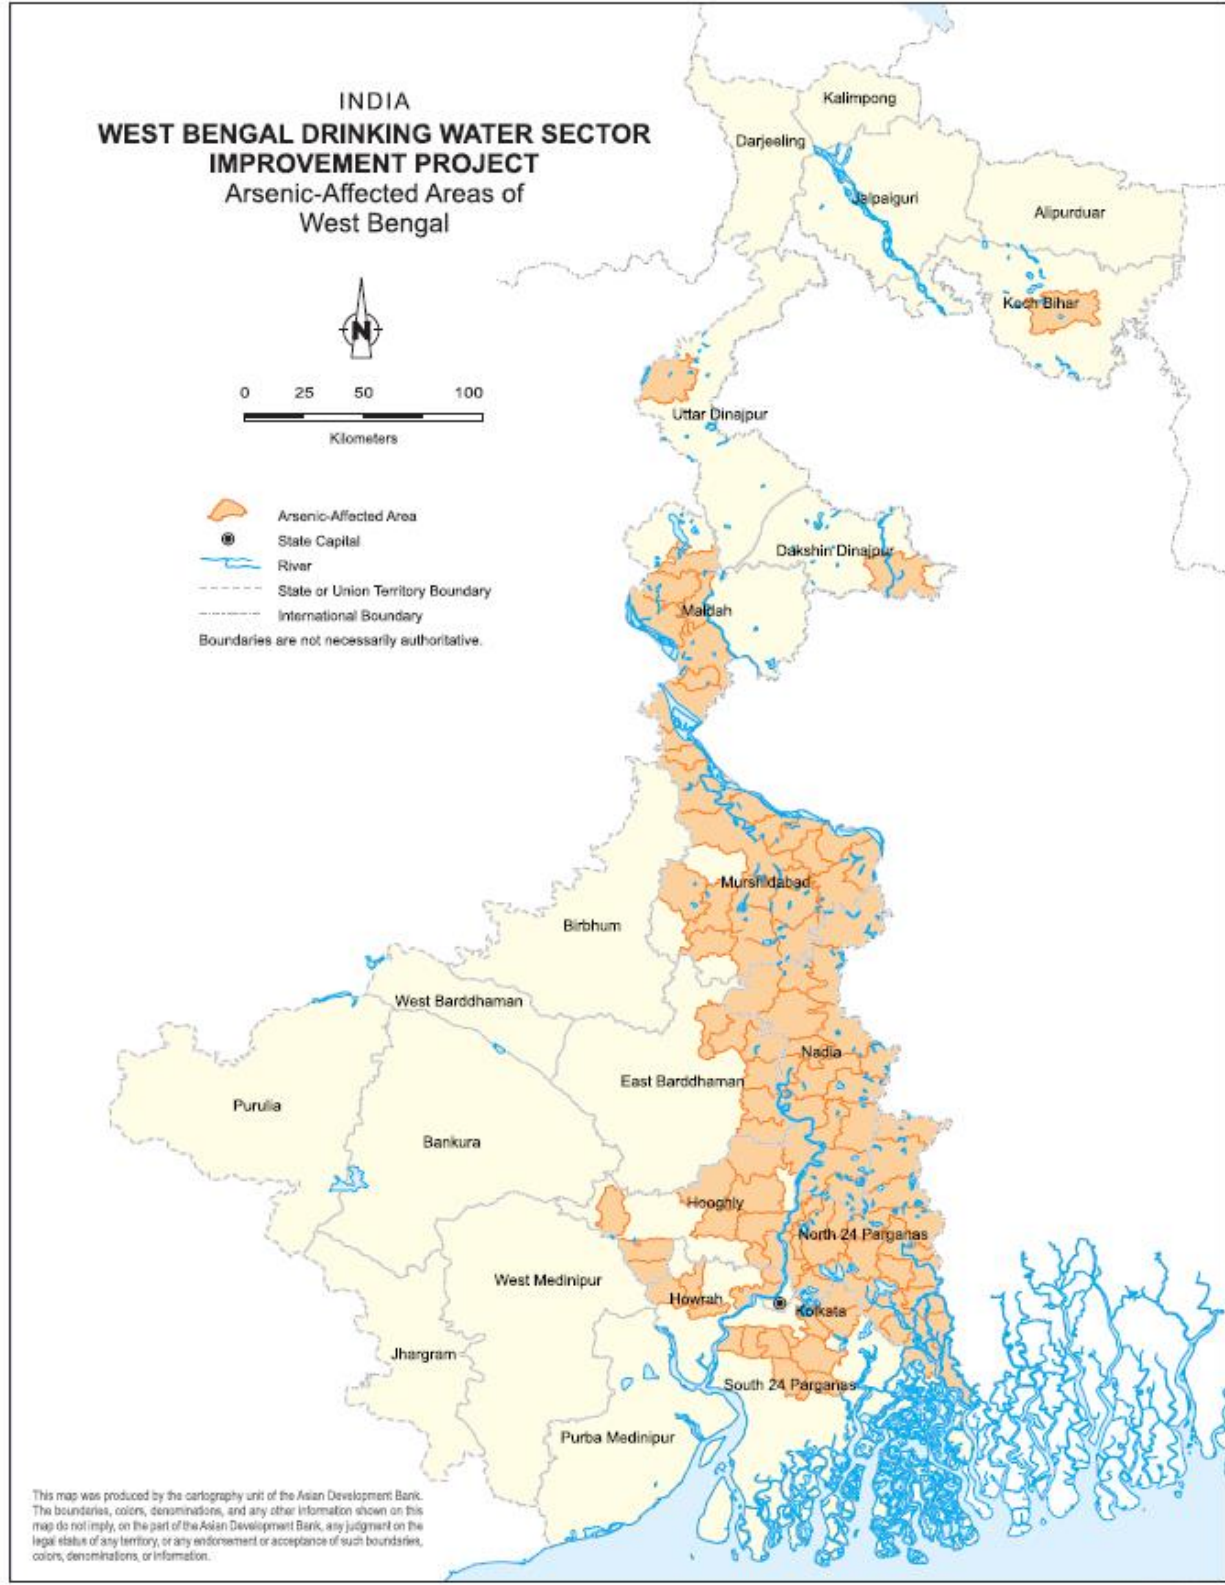 INDIA
WEST BENGAL DRINKING WATER SECTOR
IMPROVEMENT PROJECT
Arsenic-Affected Areas of
West Bengal
N
0 25 50 100
Kilometers
Arsenic-Affected Area
State Capital
River
State or Union Territory Boundary
International Boundary
Boundaries are not necessarily authoritative.
Kalimpong
Darjeeling
Jalpaiguri
Alipurduar
Koch Bihar
Uttar Dinajpur
Dakshin Dinajpur
Maldah
Murshidabad
Birbhum
West Barddhaman
Nadia
East Barddhaman
Purulia
Bankura
Hooghly
North 24 Parganas
West Medinipur
Howrah
Kolkata
Jhargram
South 24 Parganas
Purba Medinipur
This map was produced by the cartography unit of the Asian Development Bank.
The boundaries, colors, denominations, and any other information shown on this
map do not imply, on the part of the Asian Development Bank, any judgment on the
legal status of any territory, or any endorsement or acceptance of such boundaries,
colors, denominations, or information.